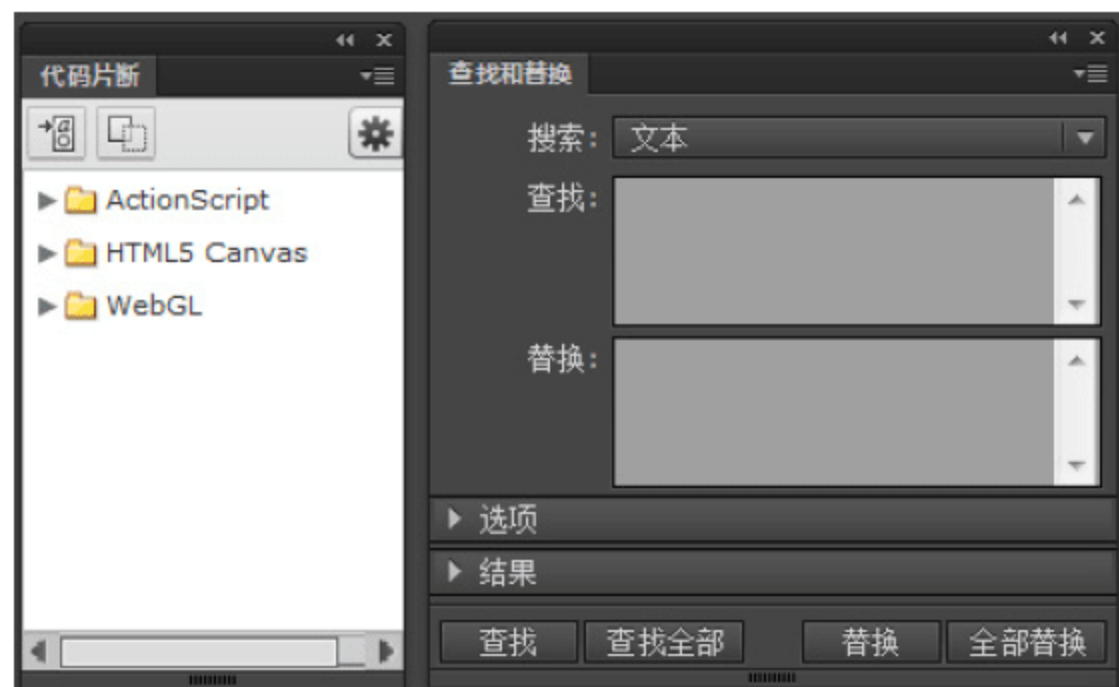 代码片断
ActionScript
HTML5 Canvas
WebGL
查找和替换
搜索: 文本
查找:
替换:
选项
结果
查找 查找全部 替换 全部替换